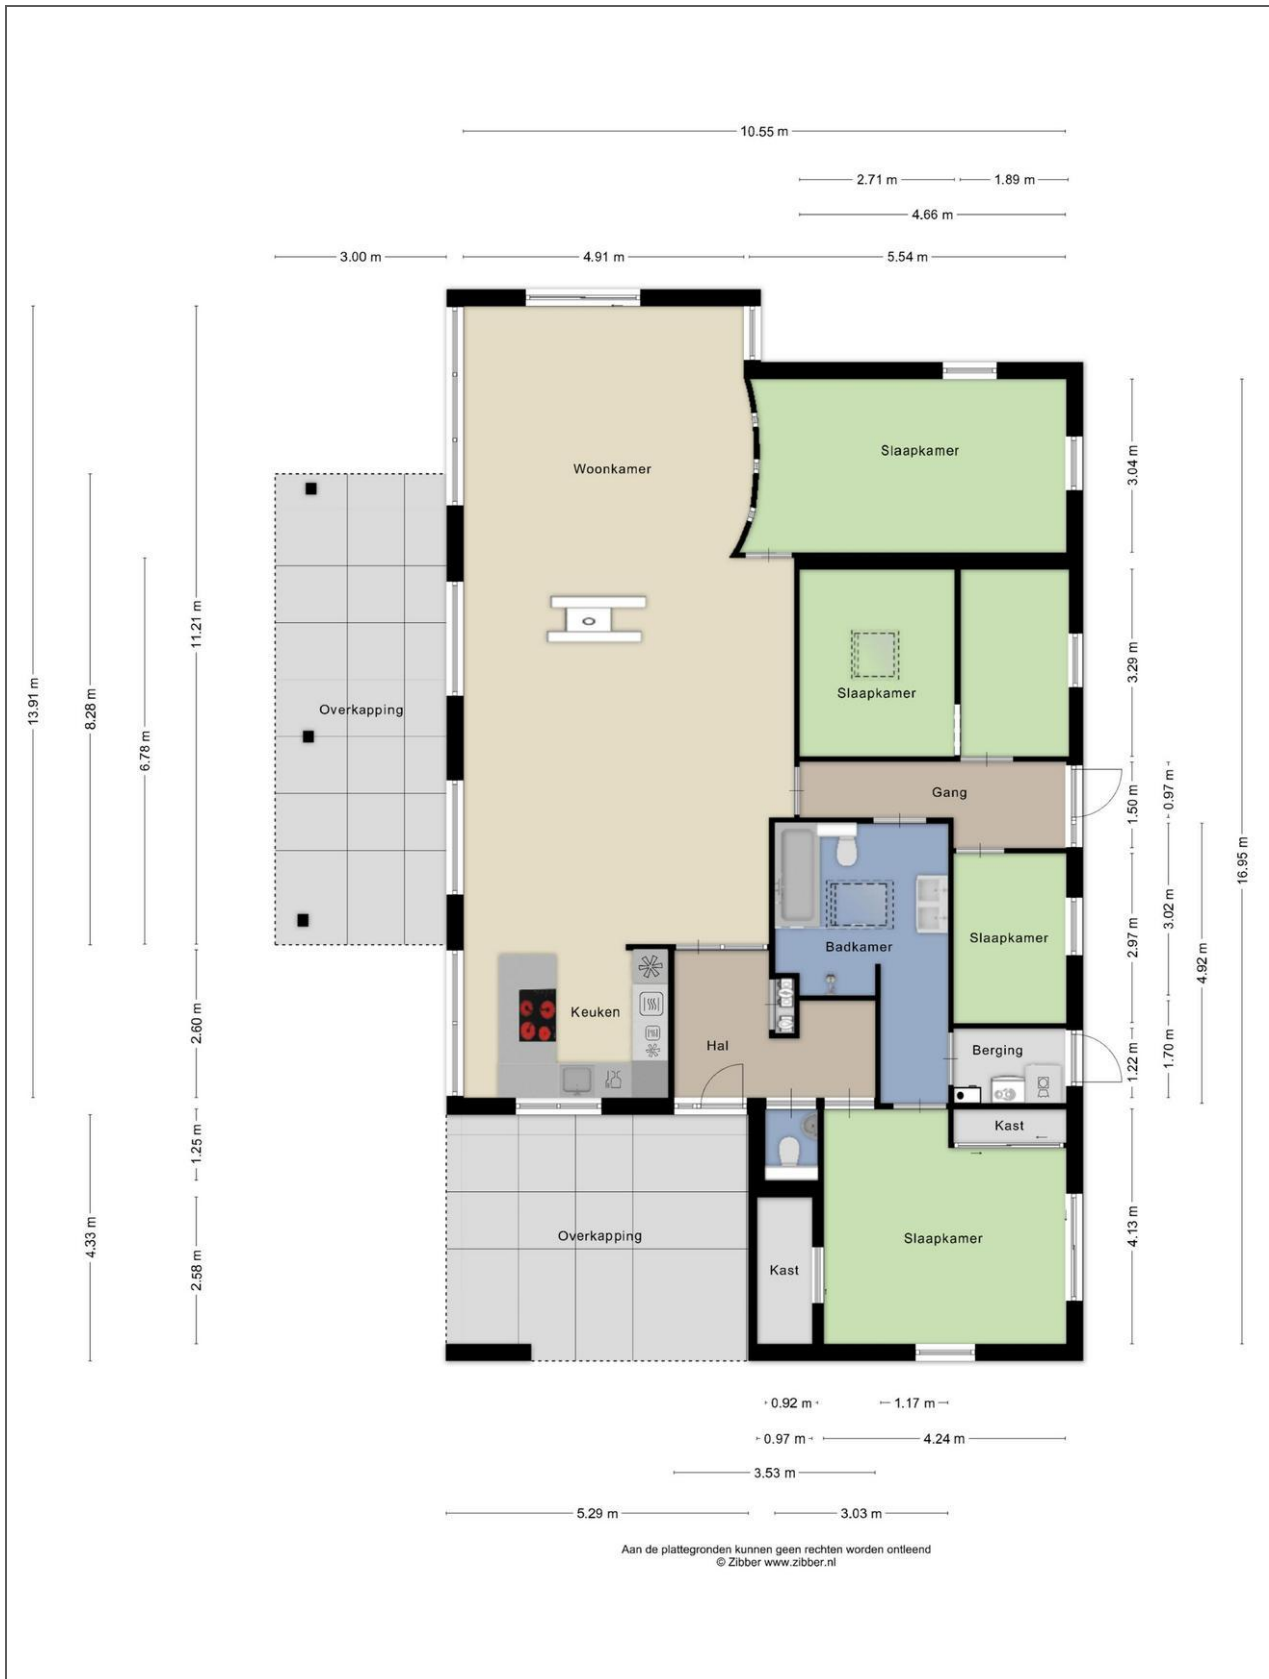 10.55 m
2.71 m
1.89 m
4.66 m
3.00 m
4.91 m
5.54 m
Woonkamer
Slaapkamer
3.04 m
11.21 m
13.91 m
8.28 m
6.78 m
Overkapping
Slaapkamer
3.29 m
Gang
1.50 m
0.97 m
16.95 m
Badkamer
Slaapkamer
2.97 m
3.02 m
4.92 m
Keuken
Hal
Berging
2.60 m
1.22 m
1.70 m
Kast
1.25 m
4.33 m
2.58 m
Overkapping
Kast
Slaapkamer
4.13 m
0.92 m
1.17 m
0.97 m
4.24 m
3.53 m
5.29 m
3.03 m
Aan de plattegronden kunnen geen rechten worden ontleend
© Zibber www.zibber.nl